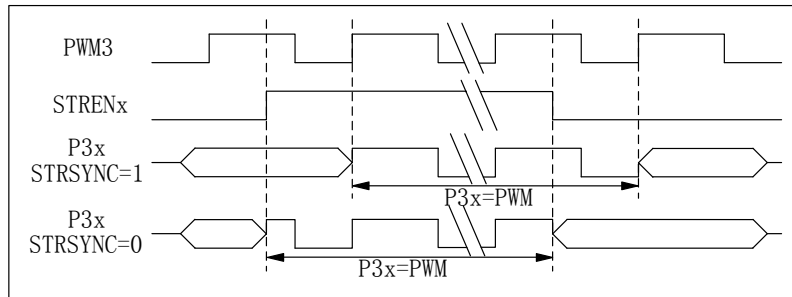 PWM3
STRENx
P3x
STRSYNC=1
P3x=PWM
P3x
STRSYNC=0
P3x=PWM